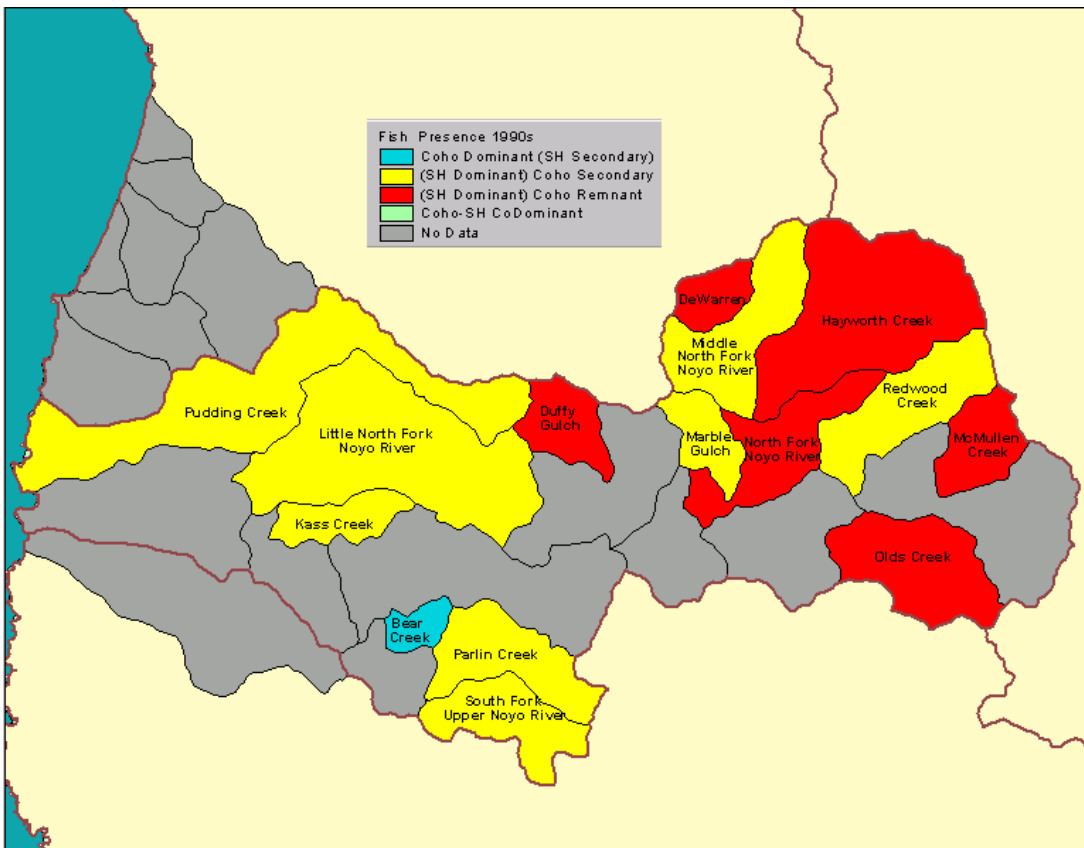 Fish Presence 1990s
Coho Dominant (SH Secondary)
(SH Dominant) Coho Secondary
(SH Dominant) Coho Remnant
Coho-SH CoDominant
No Data
DeWarren
Hayworth Creek
Middle
North Fork
Noyo River
Redwood
Creek
Pudding Creek
Duffy
Gulch
Little North Fork
Noyo River
Marble
Gulch
North Fork
Noyo River
McMullen
Creek
Kass Creek
Olds Creek
Bear
Creek
Parlin Creek
South Fork
Upper Noyo River